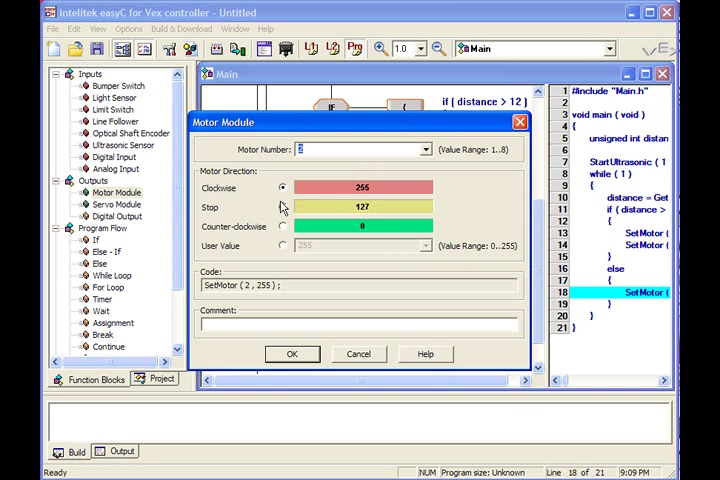 Intelitek easyC for Vex controller - Untitled
File Edit View Options Build & Download Window Help
Prg 1.0 Main
Inputs
Bumper Switch
Light Sensor
Limit Switch
Line Follower
Optical Shaft Encoder
Ultrasonic Sensor
Digital Input
Analog Input
Outputs
Motor Module
Servo Module
Digital Output
Program Flow
If
Else - If
Else
While Loop
For Loop
Timer
Wait
Assignment
Break
Continue
Function Blocks Project
Main
IF {
if ( distance > 12 )
Motor Module
Motor Number: 2 (Value Range: 1..8)
Motor Direction:
Clockwise 255
Stop 127
Counter-clockwise 0
User Value 255 (Value Range: 0..255)
Code:
SetMotor ( 2 , 255 ) ;
Comment:
OK Cancel Help
1 #include "Main.h"
2
3 void main ( void )
4 {
5 unsigned int distan
6
7 StartUltrasonic ( 1
8 while ( 1 )
9 {
10 distance = Get
11 if ( distance >
12 {
13 SetMotor (
14 SetMotor (
15 }
16 else
17 {
18 SetMotor (
19 }
20 }
21 }
Build Output
Ready NUM Program size: Unknown Line 18 of 21 9:09 PM